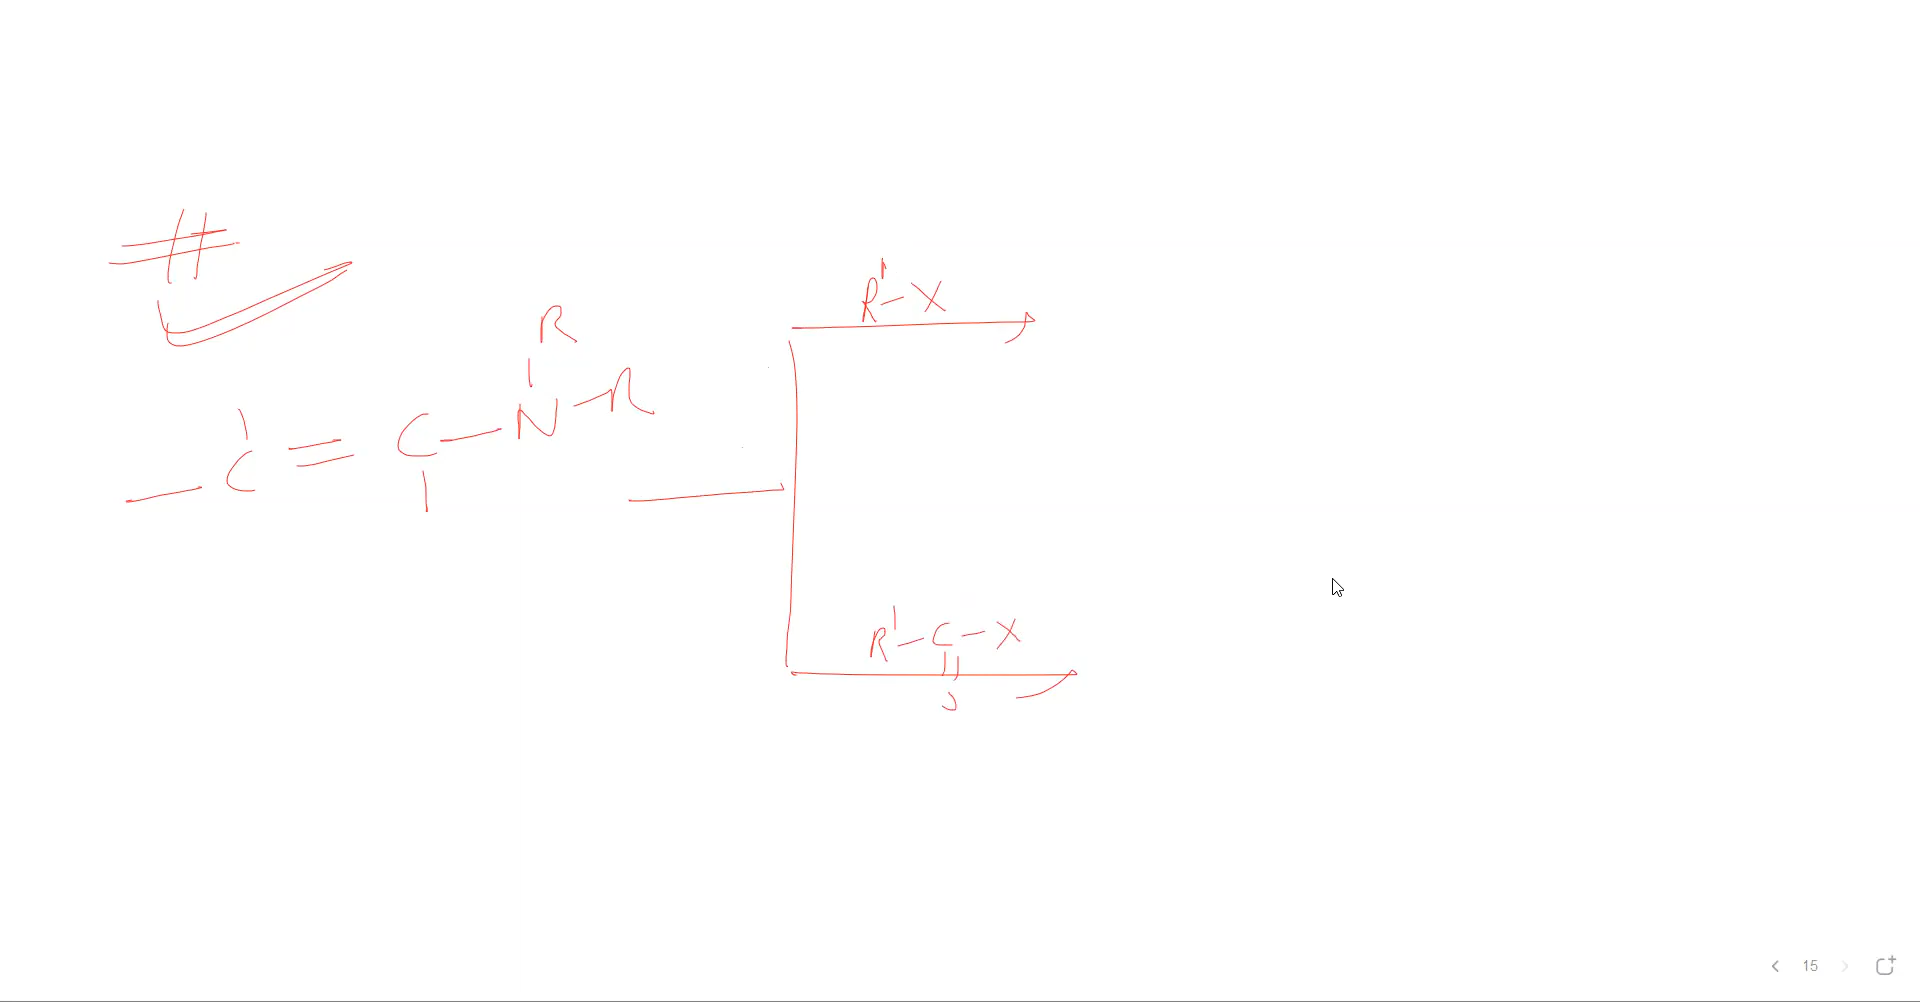 #
R' - X
R
|
- C = C - N - R
R' - C - X
||
O
15